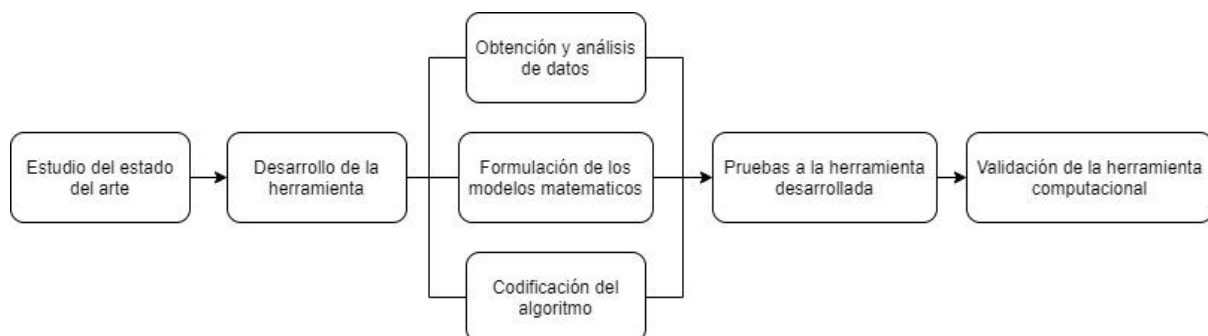 Estudio del estado
del arte
Desarrollo de la
herramienta
Obtención y análisis
de datos
Formulación de los
modelos matematicos
Codificación del
algoritmo
Pruebas a la herramienta
desarrollada
Validación de la herramienta
computacional